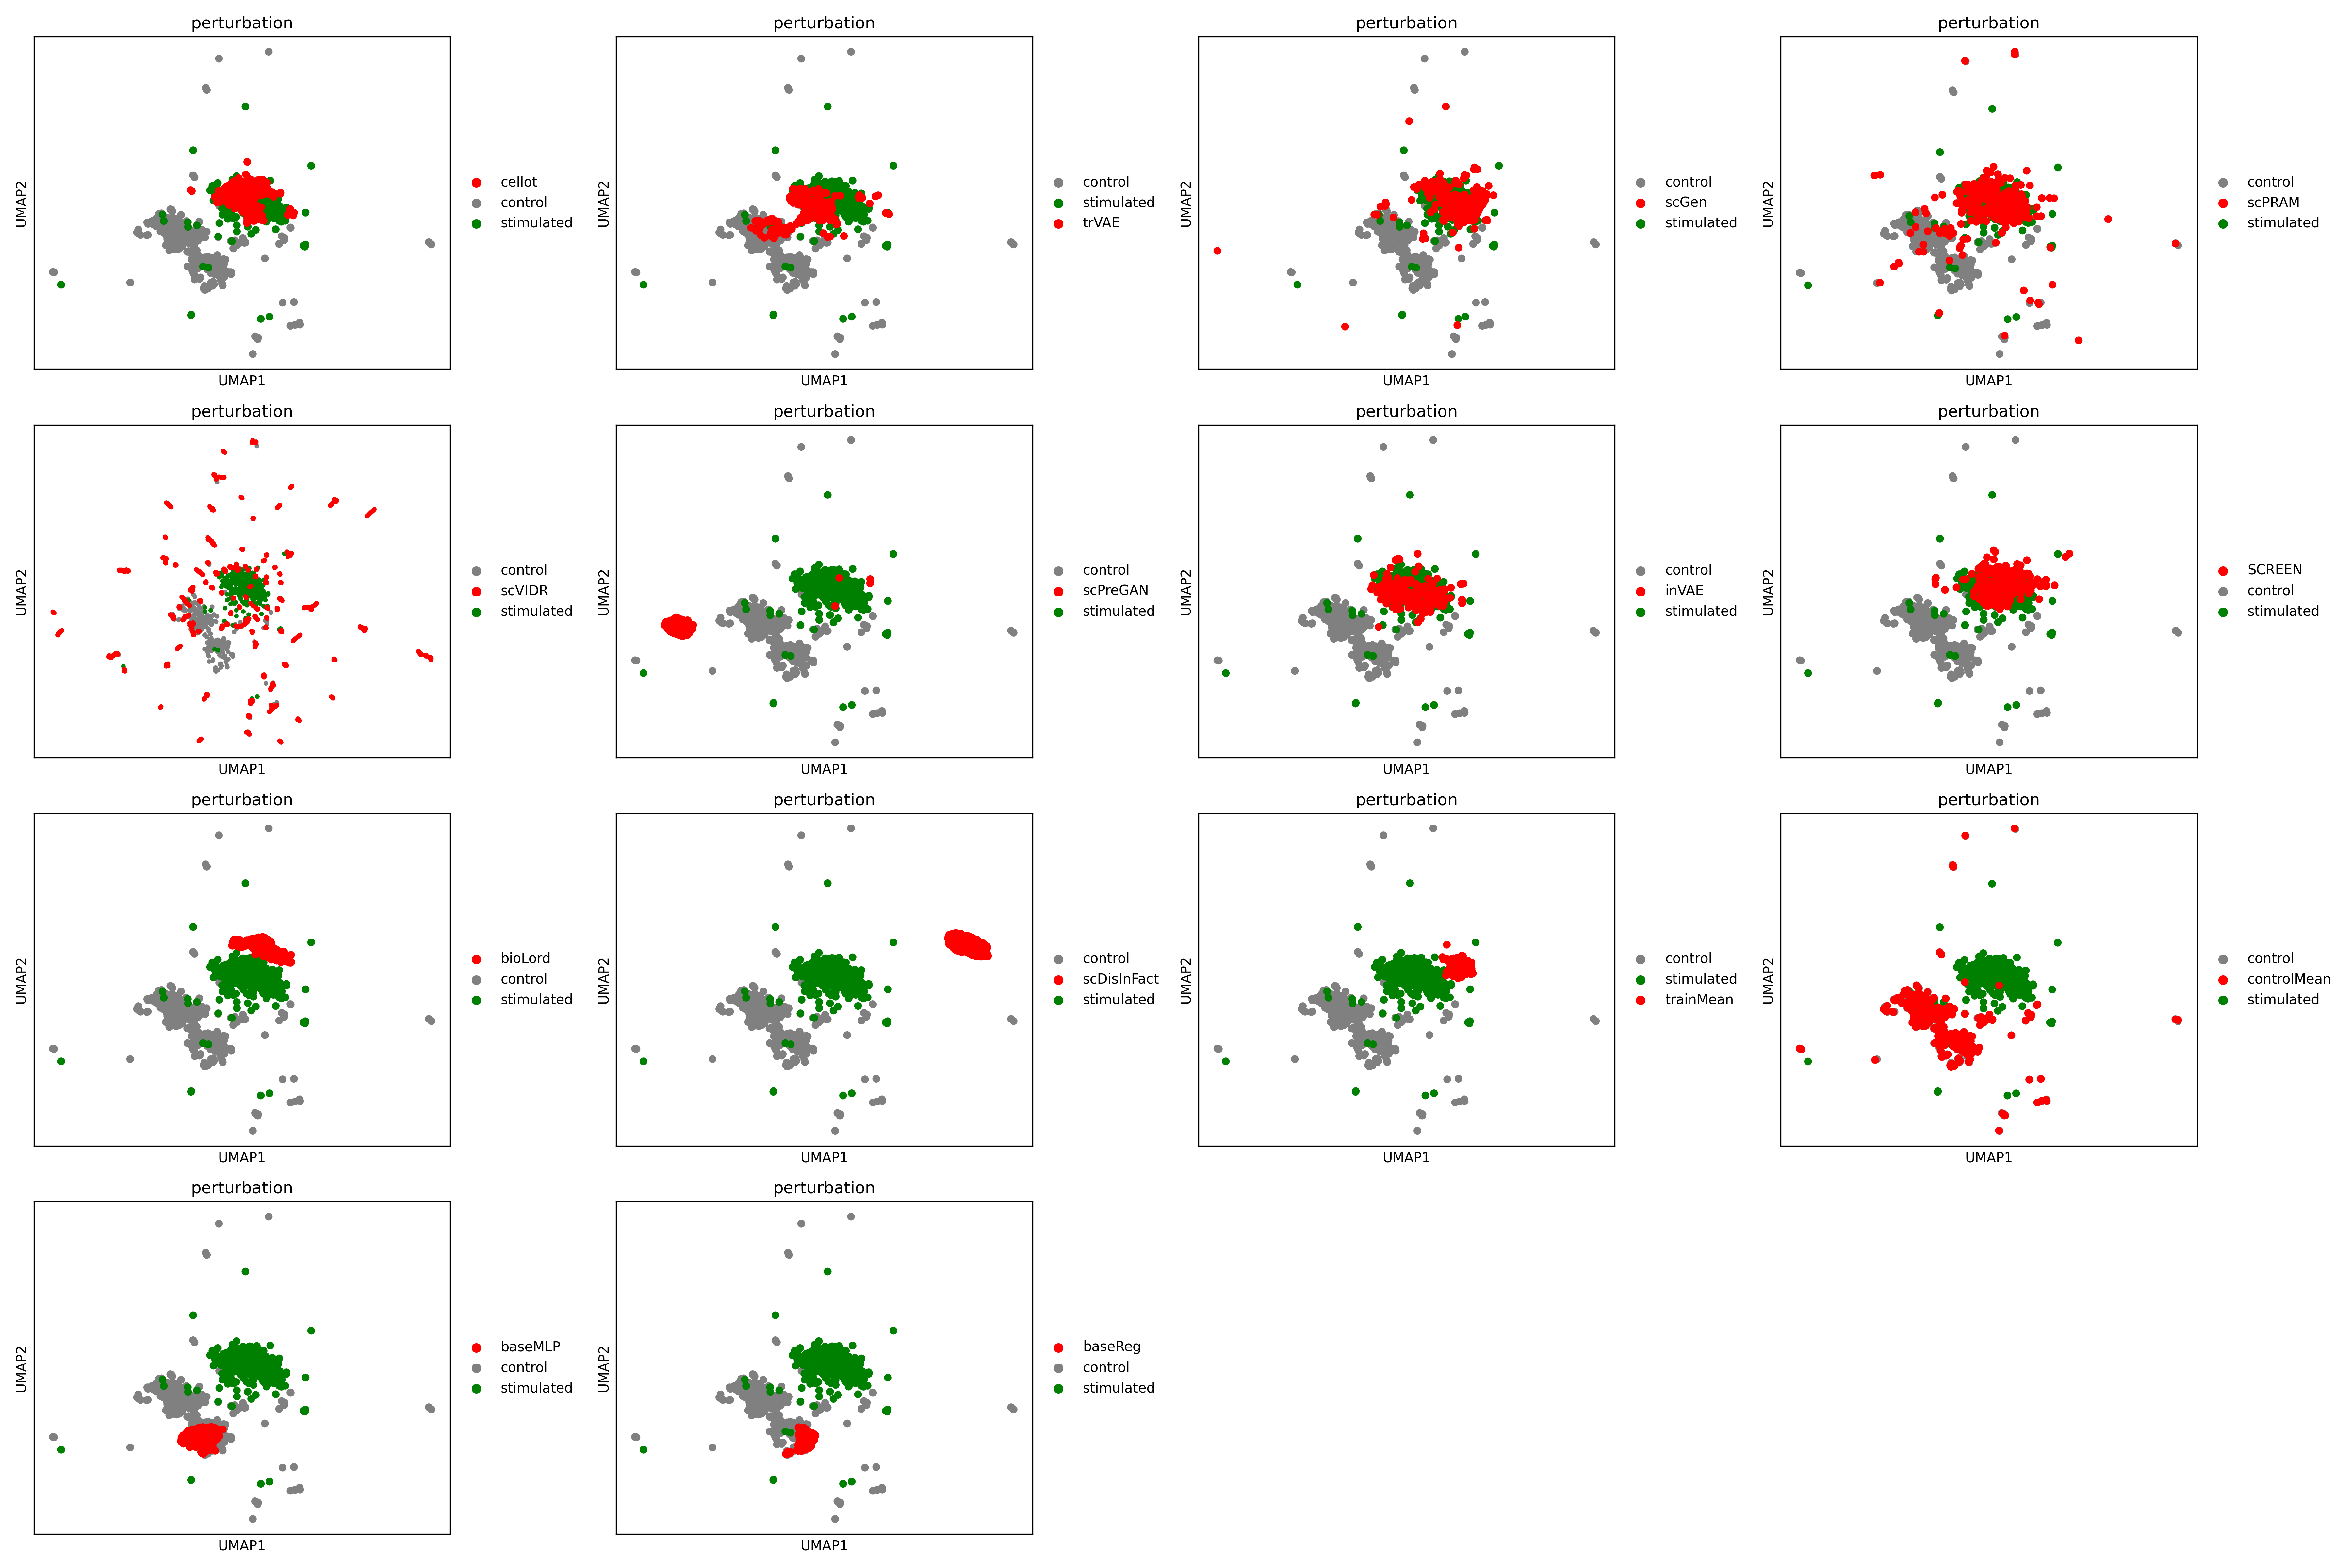 perturbation
UMAP2
UMAP1
cellot
control
stimulated
perturbation
UMAP2
UMAP1
control
stimulated
trVAE
perturbation
UMAP2
UMAP1
control
scGen
stimulated
perturbation
UMAP2
UMAP1
control
scPRAM
stimulated
perturbation
UMAP2
UMAP1
control
scVIDR
stimulated
perturbation
UMAP2
UMAP1
control
scPreGAN
stimulated
perturbation
UMAP2
UMAP1
control
inVAE
stimulated
perturbation
UMAP2
UMAP1
SCREEN
control
stimulated
perturbation
UMAP2
UMAP1
bioLord
control
stimulated
perturbation
UMAP2
UMAP1
control
scDisInFact
stimulated
perturbation
UMAP2
UMAP1
control
stimulated
trainMean
perturbation
UMAP2
UMAP1
control
controlMean
stimulated
perturbation
UMAP2
UMAP1
baseMLP
control
stimulated
perturbation
UMAP2
UMAP1
baseReg
control
stimulated